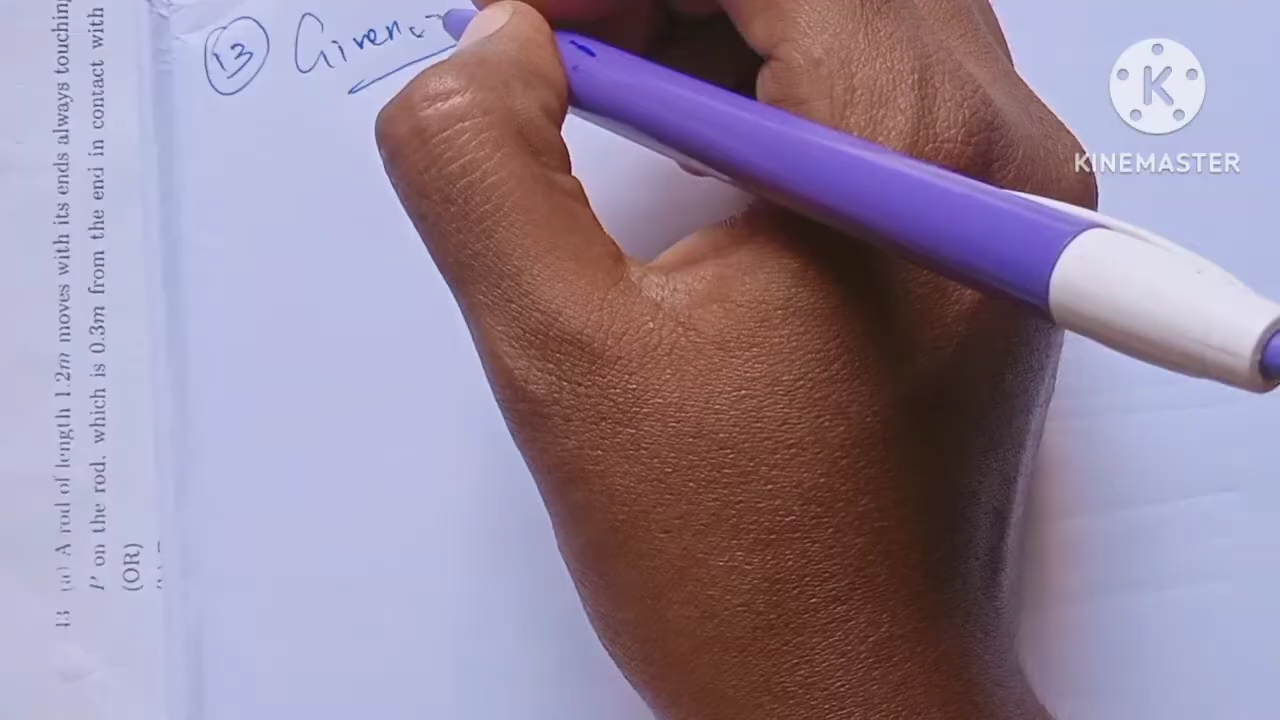 13 (a) A rod of length 1.2m moves with its ends always touching
P on the rod, which is 0.3m from the end in contact with
(OR)
13 Given:
KINEMASTER